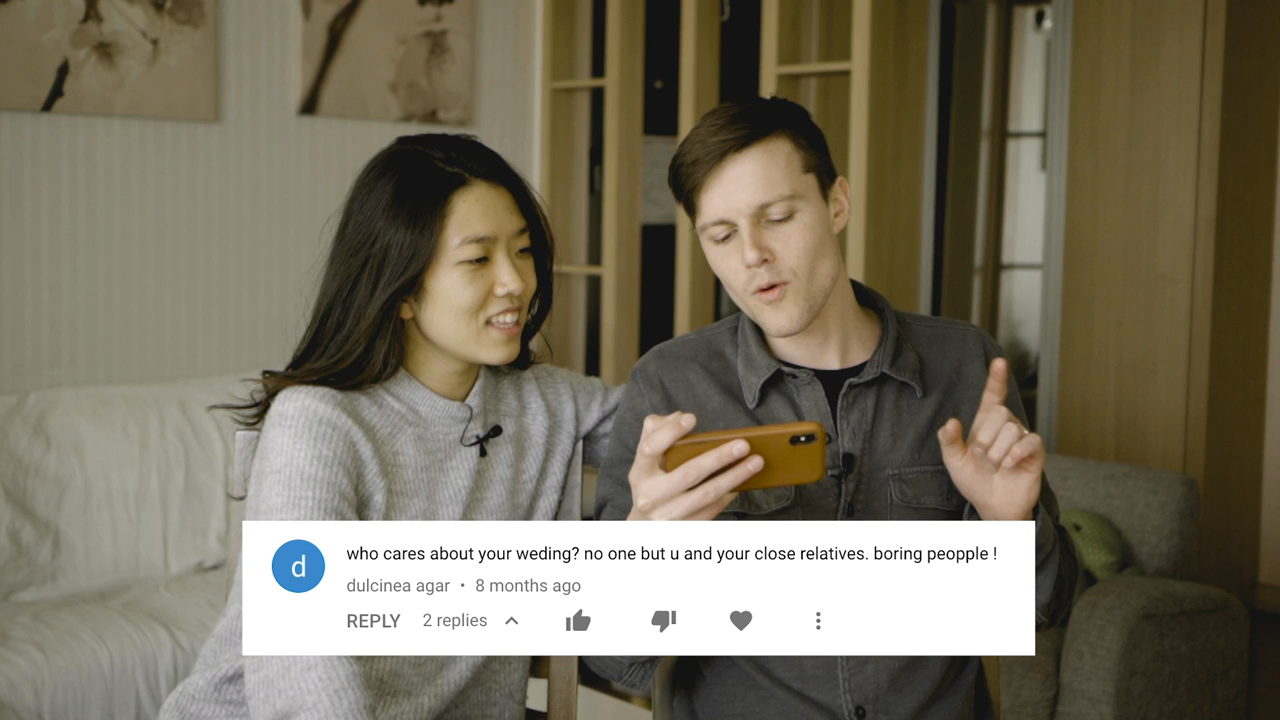 d
who cares about your weding? no one but u and your close relatives. boring peopple !
dulcinea agar • 8 months ago
REPLY 2 replies